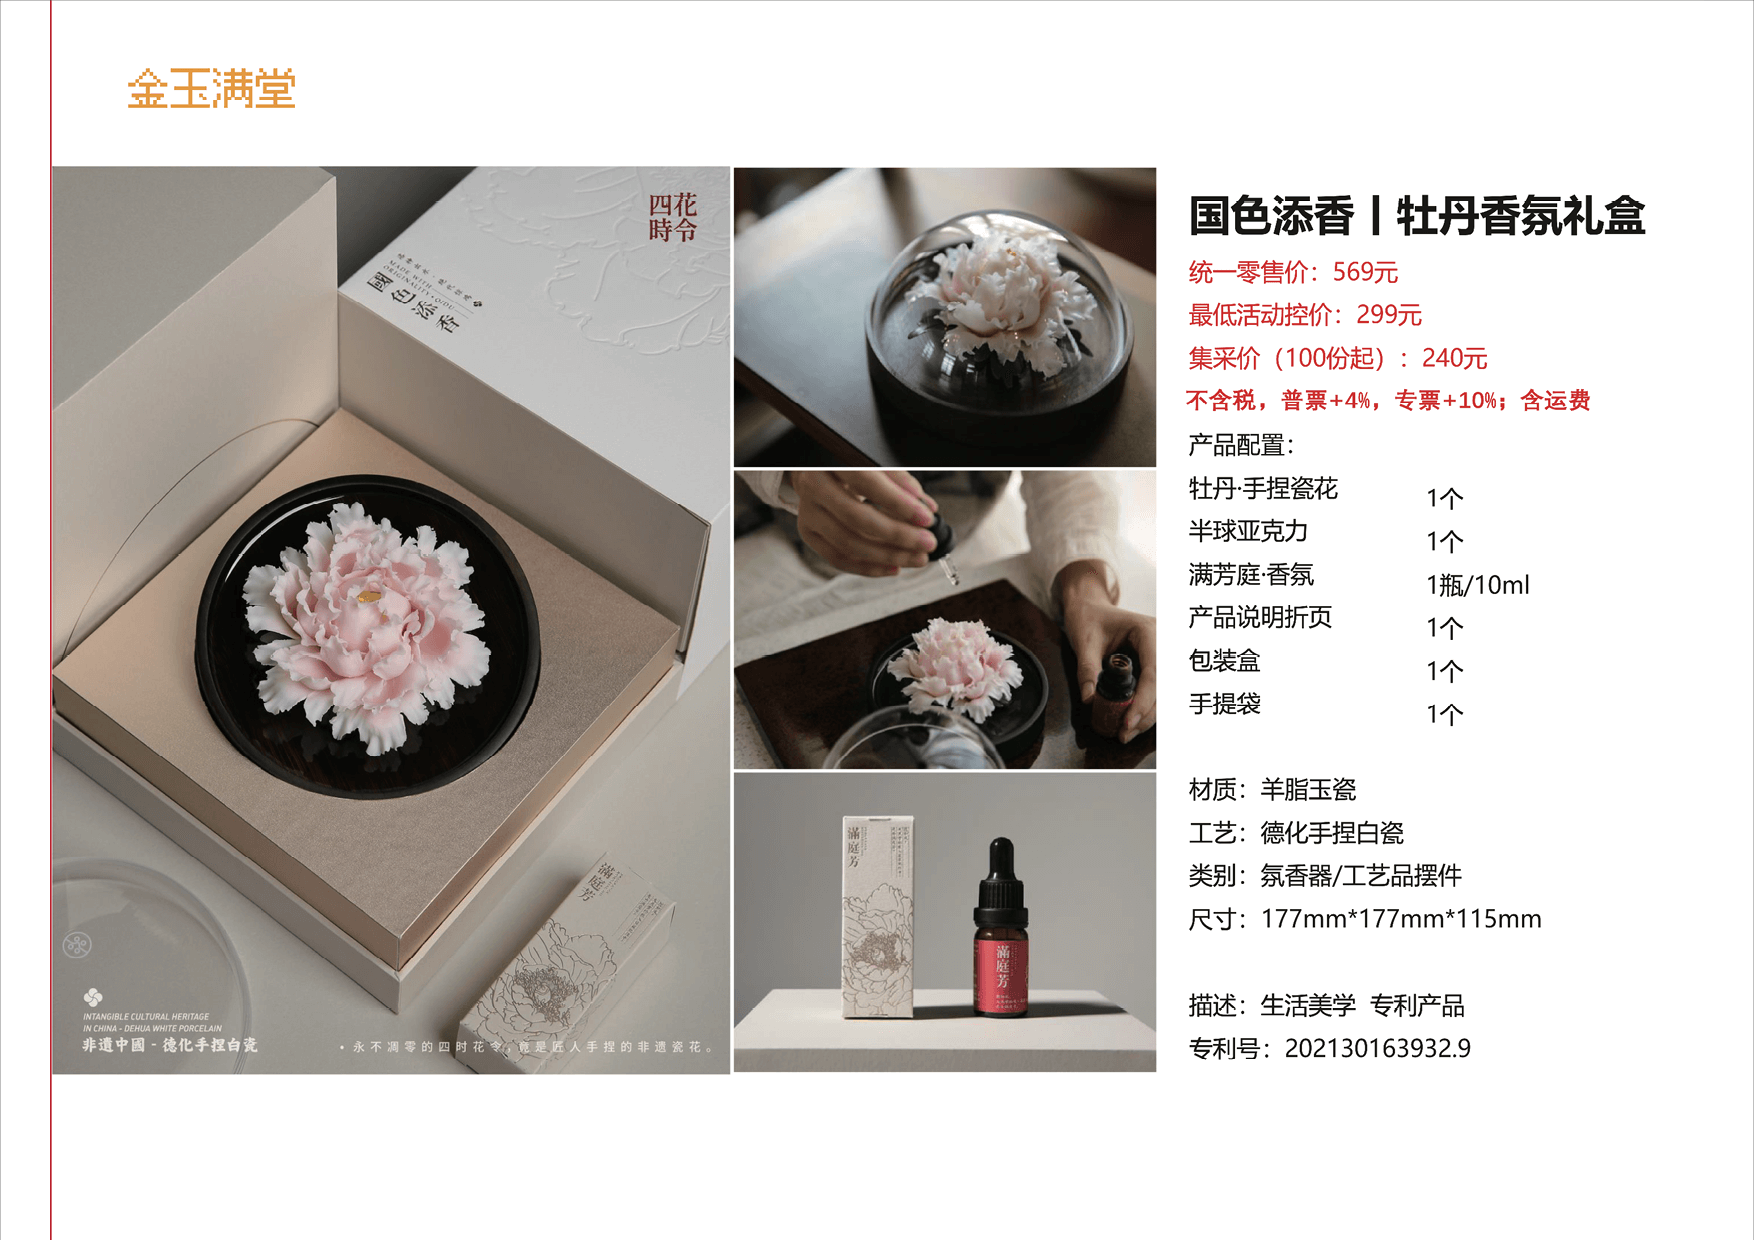 金玉满堂
四花
時令
MADE WITH
ORIGINALITY·QIDU
國色添香
滿庭芳
INTANGIBLE CULTURAL HERITAGE
IN CHINA - DEHUA WHITE PORCELAIN
非遺中國 - 德化手捏白瓷
• 永不凋零的四时花令，竟是匠人手捏的非遗瓷花。
滿庭芳
滿庭芳
国色添香丨牡丹香氛礼盒
统一零售价：569元
最低活动控价：299元
集采价（100份起）：240元
不含税，普票+4%，专票+10%；含运费
产品配置：
牡丹·手捏瓷花 1个
半球亚克力 1个
满芳庭·香氛 1瓶/10ml
产品说明折页 1个
包装盒 1个
手提袋 1个
材质：羊脂玉瓷
工艺：德化手捏白瓷
类别：氛香器/工艺品摆件
尺寸：177mm*177mm*115mm
描述：生活美学 专利产品
专利号：202130163932.9